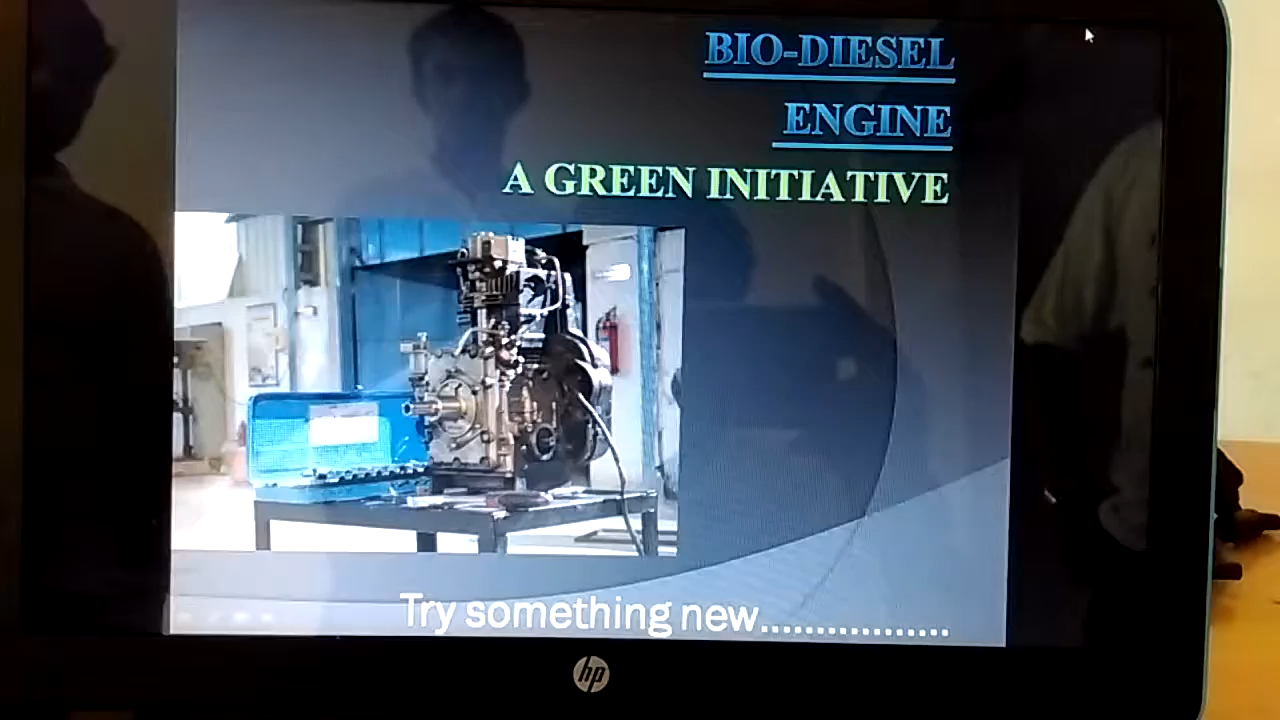 BIO-DIESEL
ENGINE
A GREEN INITIATIVE
Try something new.................
hp